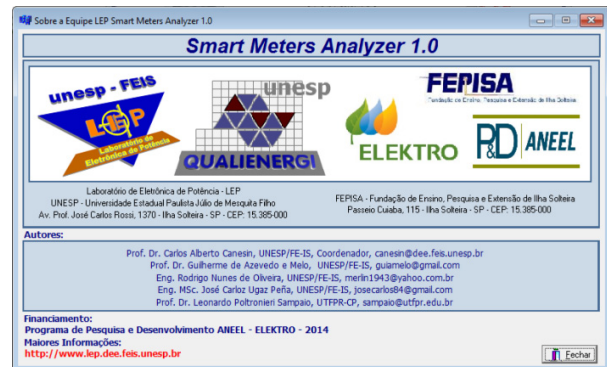 Sobre a Equipe LEP Smart Meters Analyzer 1.0
Smart Meters Analyzer 1.0
unesp - FEIS
LEP
Laboratório de
Eletrônica de Potência
unesp
QUALIENERGI
ELEKTRO
FEPISA
Fundação de Ensino, Pesquisa e Extensão de Ilha Solteira
P&D ANEEL
Laboratório de Eletrônica de Potência - LEP
UNESP - Universidade Estadual Paulista Júlio de Mesquita Filho
Av. Prof. José Carlos Rossi, 1370 - Ilha Solteira - SP - CEP: 15.385-000
FEPISA - Fundação de Ensino, Pesquisa e Extensão de Ilha Solteira
Passeio Cuiaba, 115 - Ilha Solteira - SP - CEP: 15.385-000
Autores:
Prof. Dr. Carlos Alberto Canesin, UNESP/FE-IS, Coordenador, canesin@dee.feis.unesp.br
Prof. Dr. Guilherme de Azevedo e Melo, UNESP/FE-IS, guiamelo@gmail.com
Eng. Rodrigo Nunes de Oliveira, UNESP/FE-IS, merlin1943@yahoo.com.br
Eng. MSc. José Carloz Ugaz Peña, UNESP/FE-IS, josecarlos84@gmail.com
Prof. Dr. Leonardo Poltronieri Sampaio, UTFPR-CP, sampaio@utfpr.edu.br
Financiamento:
Programa de Pesquisa e Desenvolvimento ANEEL - ELEKTRO - 2014
Maiores Informações:
http://www.lep.dee.feis.unesp.br
Fechar